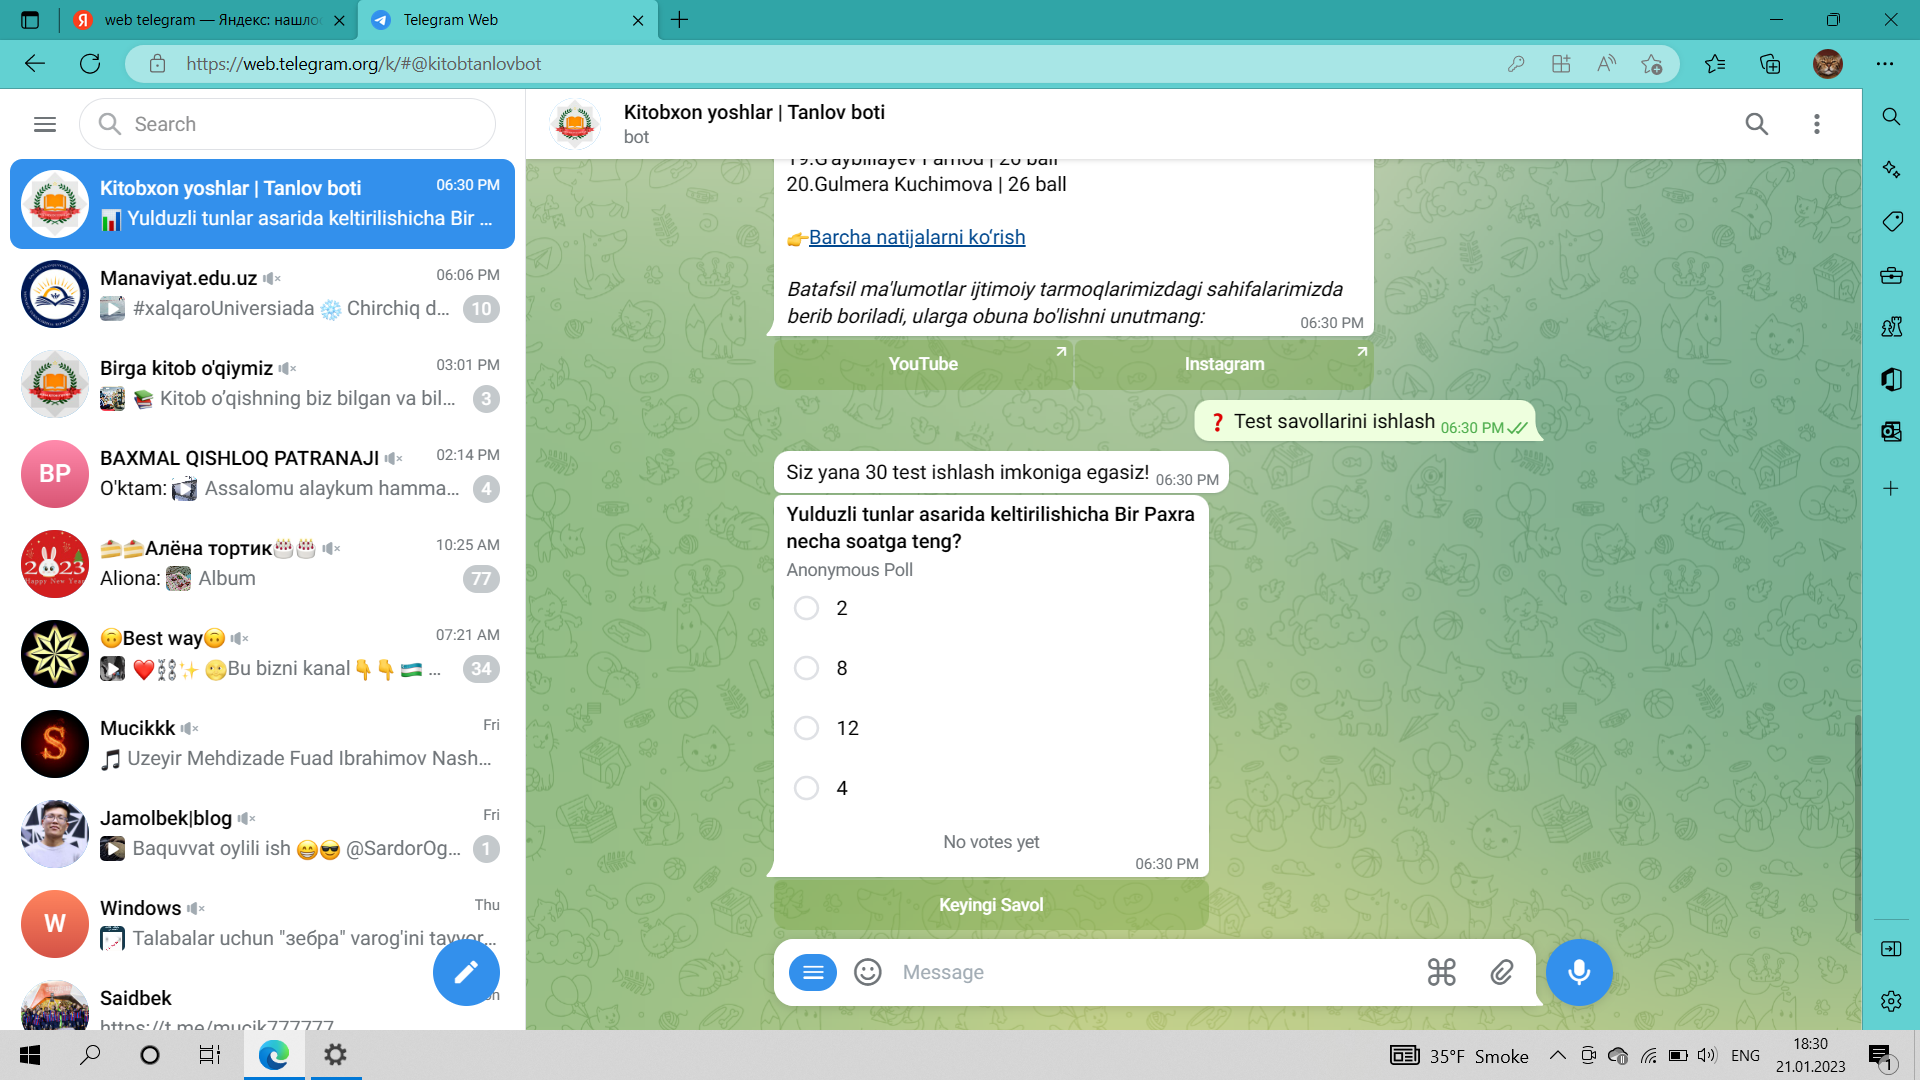 web telegram — Яндекс: нашло
Telegram Web
https://web.telegram.org/k/#@kitobtanlovbot
Search
Kitobxon yoshlar | Tanlov boti
06:30 PM
Yulduzli tunlar asarida keltirilishicha Bir ...
Manaviyat.edu.uz
06:06 PM
#xalqaroUniversiada ❄️ Chirchiq d...
10
Birga kitob o'qiymiz
03:01 PM
📚 Kitob o’qishning biz bilgan va bil...
3
BP
BAXMAL QISHLOQ PATRANAJI
02:14 PM
O'ktam: Assalomu alaykum hamma...
4
2023
Happy New Year
🍰🍰Алёна тортик🎂🎂
10:25 AM
Aliona: Album
77
🙃Best way🙃
07:21 AM
❤️⛓✨ 🌝Bu bizni kanal👇👇🇺🇿 ...
34
S
Mucikkk
Fri
🎵 Uzeyir Mehdizade Fuad Ibrahimov Nash...
Jamolbek|blog
Fri
Baquvvat oylili ish 😁😎 @SardorOg...
1
W
Windows
Thu
Talabalar uchun "зебра" varog'ini tayyor...
Saidbek
https://t.me/mucik777777
Kitobxon yoshlar | Tanlov boti
bot
20.Gulmera Kuchimova | 26 ball
👉Barcha natijalarni ko‘rish
Batafsil ma'lumotlar ijtimoiy tarmoqlarimizdagi sahifalarimizda
berib boriladi, ularga obuna bo'lishni unutmang:
06:30 PM
YouTube
Instagram
❓ Test savollarini ishlash 06:30 PM
Siz yana 30 test ishlash imkoniga egasiz! 06:30 PM
Yulduzli tunlar asarida keltirilishicha Bir Paxra
necha soatga teng?
Anonymous Poll
2
8
12
4
No votes yet
06:30 PM
Keyingi Savol
Message
35°F Smoke
ENG
18:30
21.01.2023
1